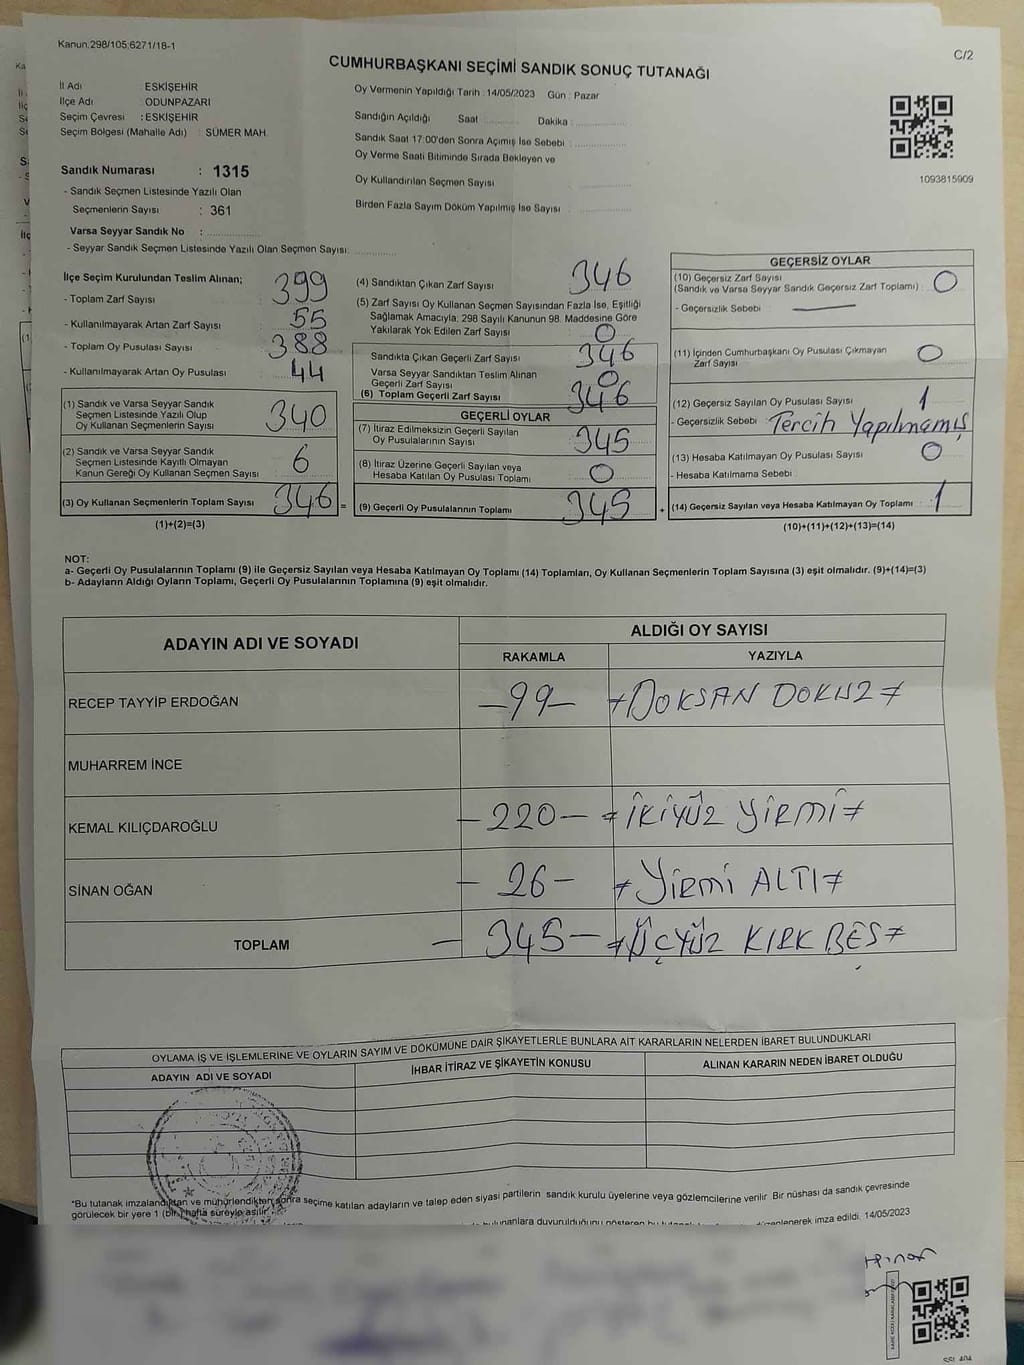 Kanun:298/105;6271/18-1
C/2
CUMHURBAŞKANI SEÇİMİ SANDIK SONUÇ TUTANAĞI
İl Adı : ESKİŞEHİR
İlçe Adı : ODUNPAZARI
Seçim Çevresi : ESKİŞEHİR
Seçim Bölgesi (Mahalle Adı) : SÜMER MAH.
Sandık Numarası : 1315
- Sandık Seçmen Listesinde Yazılı Olan
Seçmenlerin Sayısı : 361
Varsa Seyyar Sandık No :
- Seyyar Sandık Seçmen Listesinde Yazılı Olan Seçmen Sayısı:
Oy Vermenin Yapıldığı Tarih : 14/05/2023 Gün : Pazar
Sandığın Açıldığı Saat Dakika :
Sandık Saat 17:00'den Sonra Açımış İse Sebebi :
Oy Verme Saati Bitiminde Sırada Bekleyen ve
Oy Kullandırılan Seçmen Sayısı
Birden Fazla Sayım Döküm Yapılmış İse Sayısı
1093815909
İlçe Seçim Kurulundan Teslim Alınan;
- Toplam Zarf Sayısı : 399
- Kullanılmayarak Artan Zarf Sayısı : 55
- Toplam Oy Pusulası Sayısı : 388
- Kullanılmayarak Artan Oy Pusulası : 44
(1) Sandık ve Varsa Seyyar Sandık
Seçmen Listesinde Yazılı Olup
Oy Kullanan Seçmenlerin Sayısı : 340
(2) Sandık ve Varsa Seyyar Sandık
Seçmen Listesinde Kayıtlı Olmayan
Kanun Gereği Oy Kullanan Seçmen Sayısı 6
(3) Oy Kullanan Seçmenlerin Toplam Sayısı 346 =
(1)+(2)=(3)
(4) Sandıktan Çıkan Zarf Sayısı 346
(5) Zarf Sayısı Oy Kullanan Seçmen Sayısından Fazla İse, Eşitliği
Sağlamak Amacıyla; 298 Sayılı Kanunun 98. Maddesine Göre
Yakılarak Yok Edilen Zarf Sayısı 0
Sandıkta Çıkan Geçerli Zarf Sayısı 346
Varsa Seyyar Sandıktan Teslim Alınan
Geçerli Zarf Sayısı 0
(6) Toplam Geçerli Zarf Sayısı 346
GEÇERLİ OYLAR
(7) İtiraz Edilmeksizin Geçerli Sayılan
Oy Pusulalarının Sayısı 345
(8) İtiraz Üzerine Geçerli Sayılan veya
Hesaba Katılan Oy Pusulası Toplamı 0
(9) Geçerli Oy Pusulalarının Toplamı 345 +
GEÇERSİZ OYLAR
(10) Geçersiz Zarf Sayısı
(Sandık ve Varsa Seyyar Sandık Geçersiz Zarf Toplamı) : 0
- Geçersizlik Sebebi :
(11) İçinden Cumhurbaşkanı Oy Pusulası Çıkmayan
Zarf Sayısı 0
(12) Geçersiz Sayılan Oy Pusulası Sayısı 1
- Geçersizlik Sebebi : Tercih Yapılmamış
(13) Hesaba Katılmayan Oy Pusulası Sayısı 0
- Hesaba Katılmama Sebebi
(14) Geçersiz Sayılan veya Hesaba Katılmayan Oy Toplamı 1
(10)+(11)+(12)+(13)=(14)
NOT:
a- Geçerli Oy Pusulalarının Toplamı (9) ile Geçersiz Sayılan veya Hesaba Katılmayan Oy Toplamı (14) Toplamları, Oy Kullanan Seçmenlerin Toplam Sayısına (3) eşit olmalıdır. (9)+(14)=(3)
b- Adayların Aldığı Oyların Toplamı, Geçerli Oy Pusulalarının Toplamına (9) eşit olmalıdır.
ADAYIN ADI VE SOYADI
ALDIĞI OY SAYISI
RAKAMLA YAZIYLA
RECEP TAYYİP ERDOĞAN -99- ≠DOKSAN DOKUZ≠
MUHARREM İNCE
KEMAL KILIÇDAROĞLU -220- ≠İKİYÜZ YİRMİ≠
SİNAN OĞAN -26- ≠YİRMİ ALTI≠
TOPLAM -345- ≠ÜÇYÜZ KIRK BEŞ≠
OYLAMA İŞ VE İŞLEMLERİNE VE OYLARIN SAYIM VE DÖKÜMÜNE DAİR ŞİKAYETLERLE BUNLARA AİT KARARLARIN NELERDEN İBARET BULUNDUKLARI
ADAYIN ADI VE SOYADI İHBAR İTİRAZ VE ŞİKAYETİN KONUSU ALINAN KARARIN NEDEN İBARET OLDUĞU
*Bu tutanak imzalandıktan ve mühürlendikten sonra seçime katılan adayların ve talep eden siyasi partilerin sandık kurulu üyelerine veya gözlemcilerine verilir. Bir nüshası da sandık çevresinde
görülecek bir yere 1 (bir) hafta süreyle asılır.
bulunanlara duyurulduğunu gösteren bu düzenlenerek imza edildi. 14/05/2023